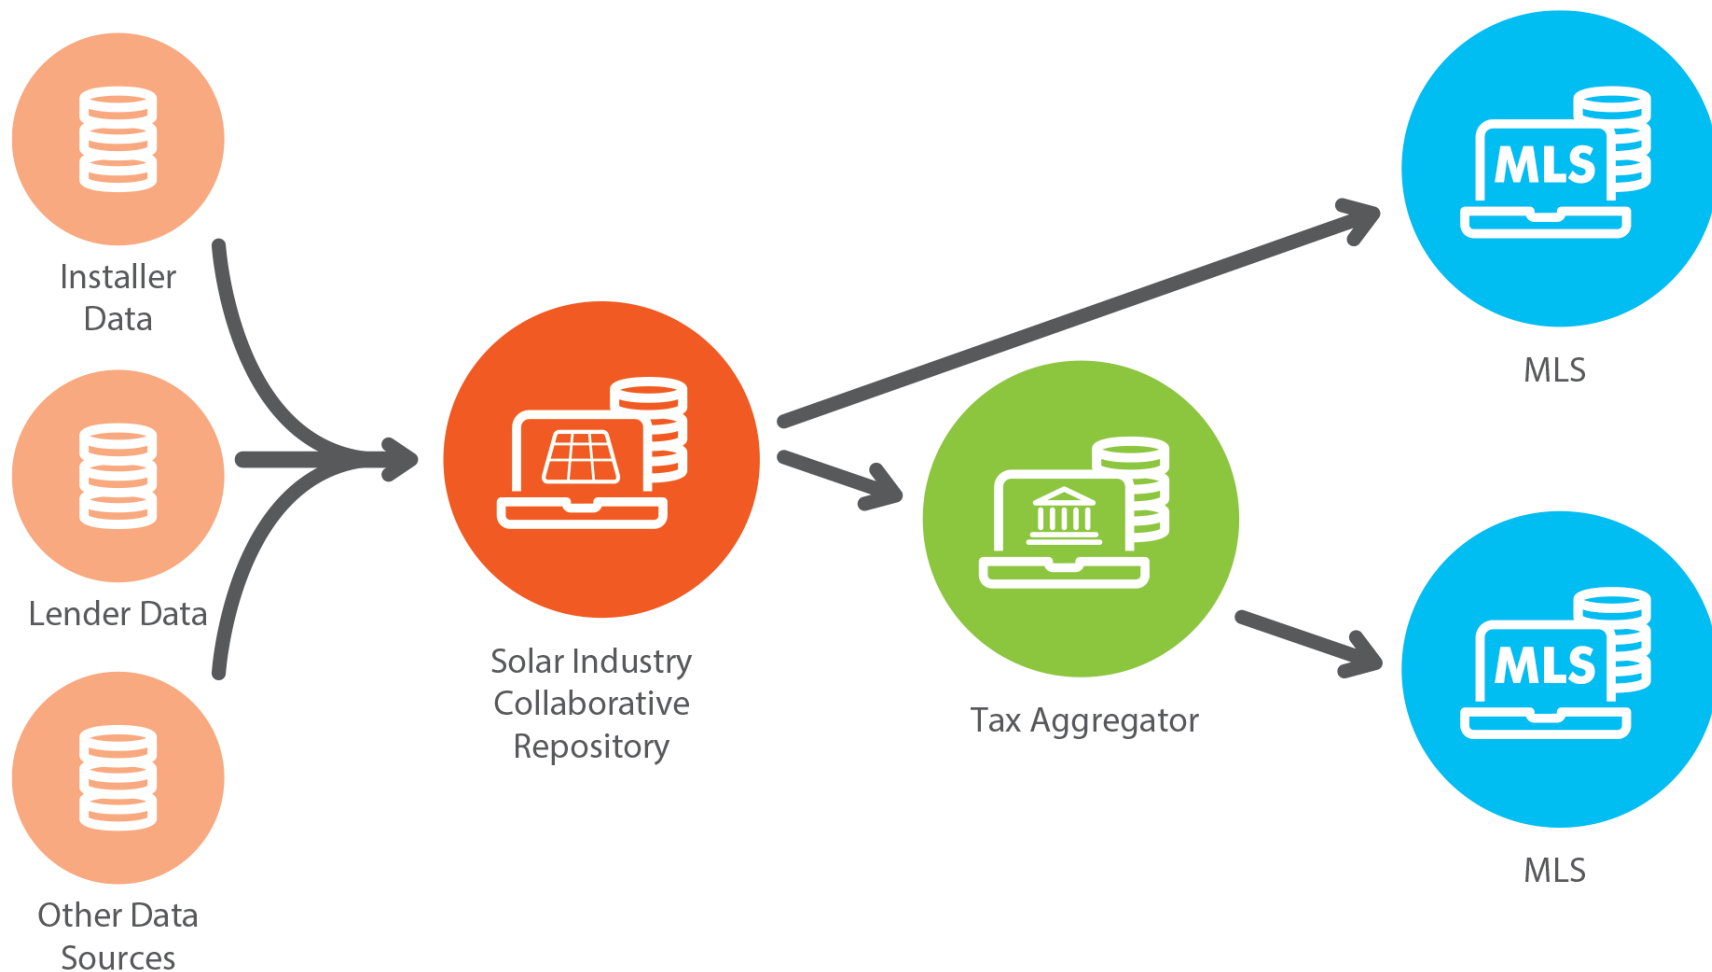 Installer
Data
Lender Data
Other Data
Sources
Solar Industry
Collaborative
Repository
Tax Aggregator
MLS
MLS
MLS
MLS